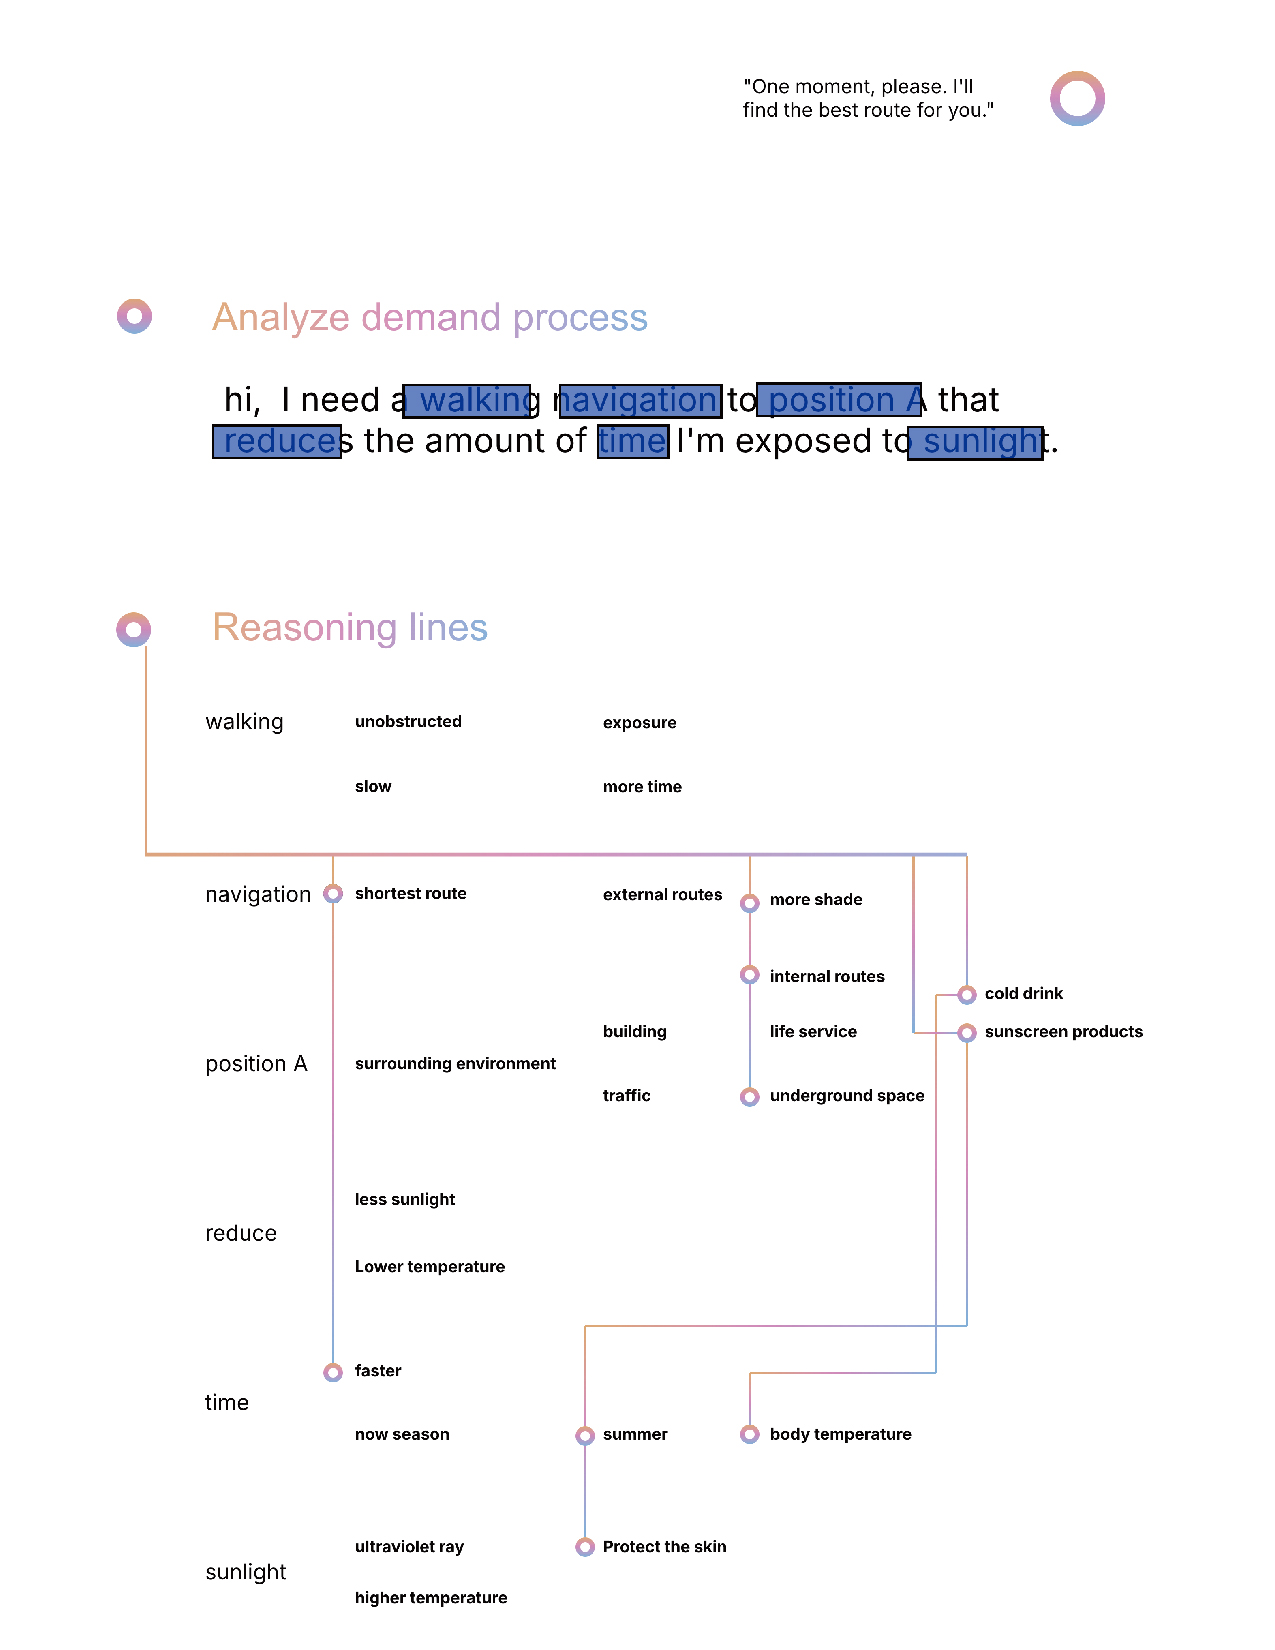 "One moment, please. I'll
find the best route for you."
Analyze demand process
hi,  I need a walking navigation to position A that
reduces the amount of time I'm exposed to sunlight.
Reasoning lines
walking unobstructed exposure
slow more time
navigation shortest route external routes more shade
internal routes
cold drink
building life service sunscreen products
position A surrounding environment
traffic underground space
less sunlight
reduce
Lower temperature
faster
time
now season summer body temperature
ultraviolet ray Protect the skin
sunlight
higher temperature